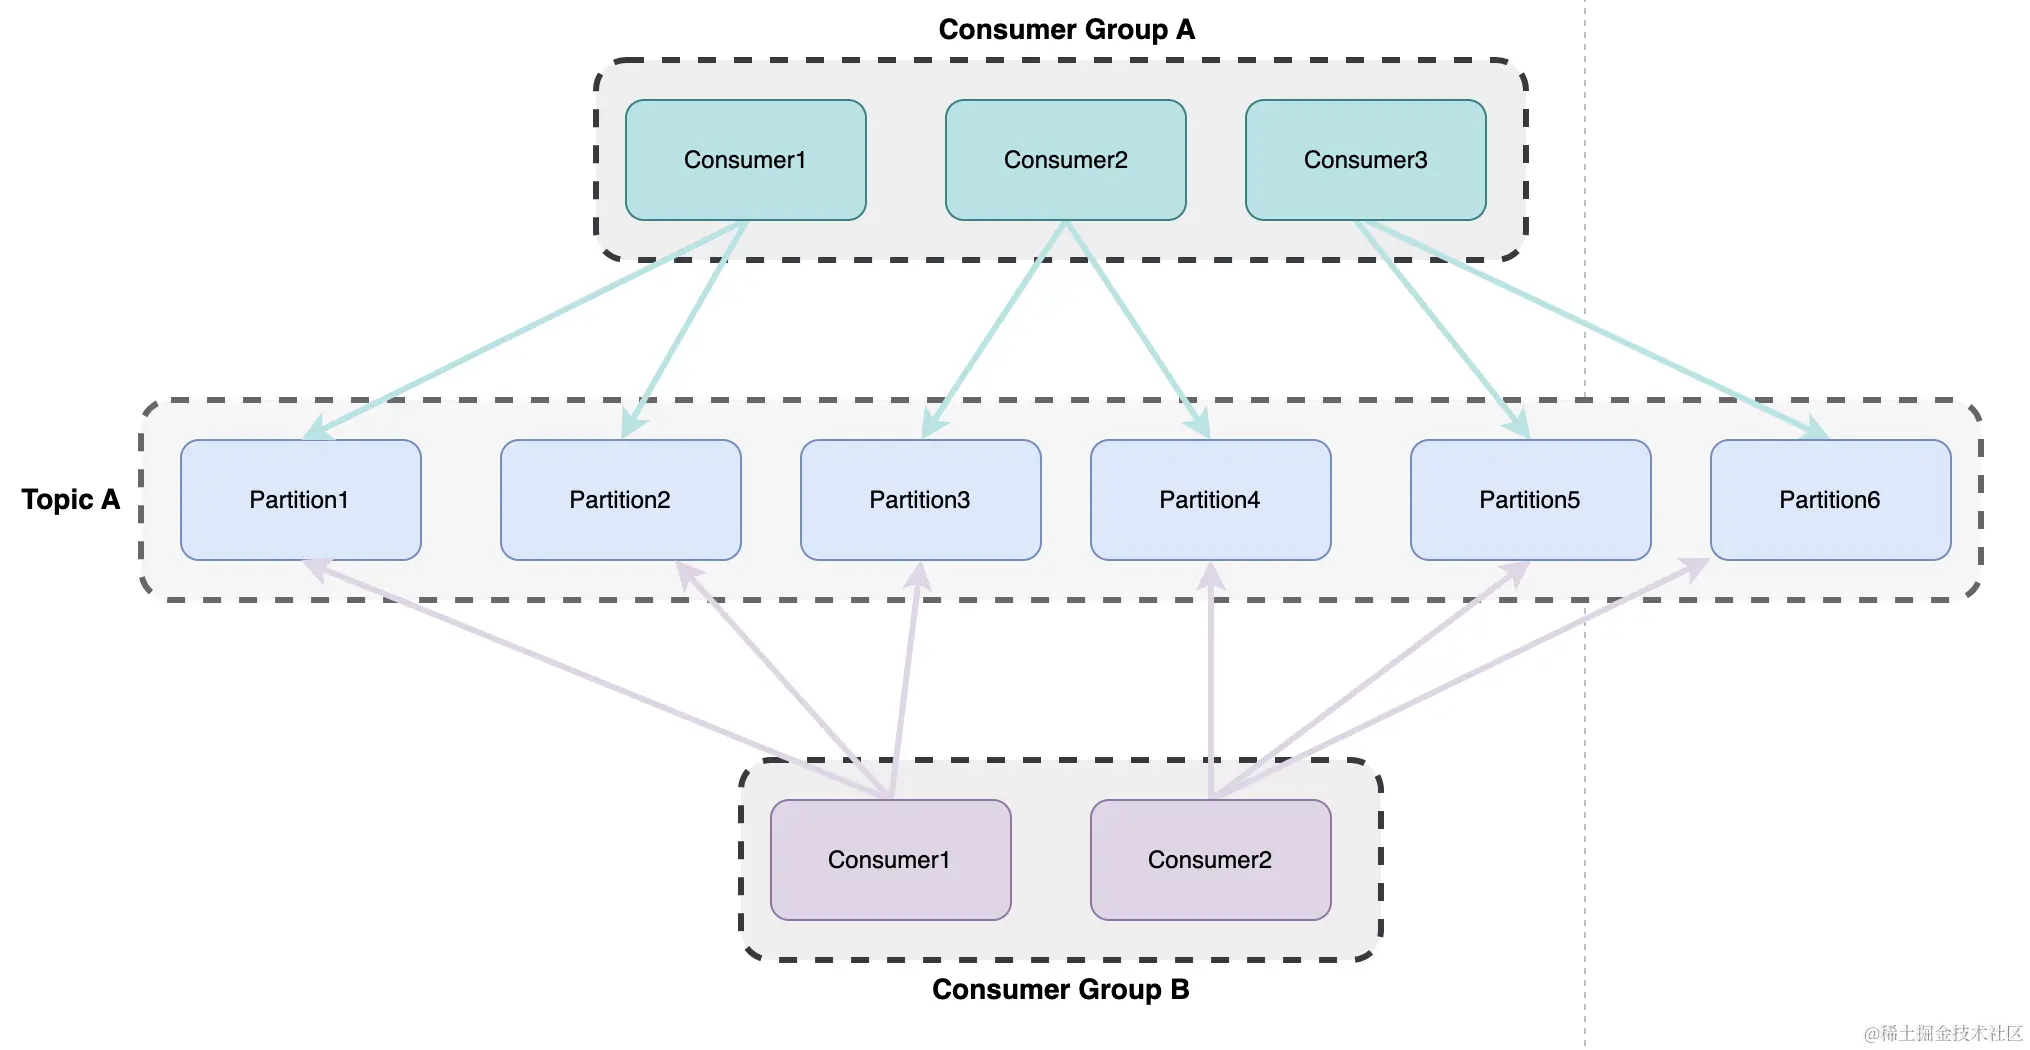 Consumer Group A
Consumer1
Consumer2
Consumer3
Topic A
Partition1
Partition2
Partition3
Partition4
Partition5
Partition6
Consumer1
Consumer2
Consumer Group B
@稀土掘金技术社区